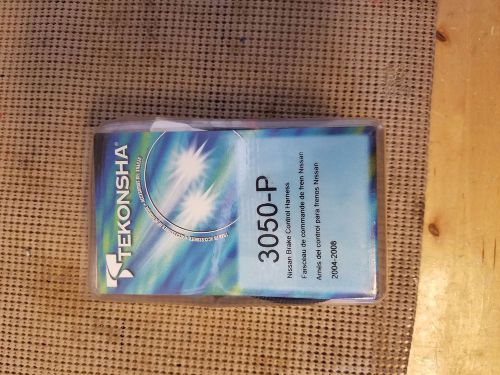 TEKONSHA®
3050-P
Nissan Brake Control Harness
Faisceau de commande de frein Nissan
Arnés del control para frenos Nissan
2004-2008